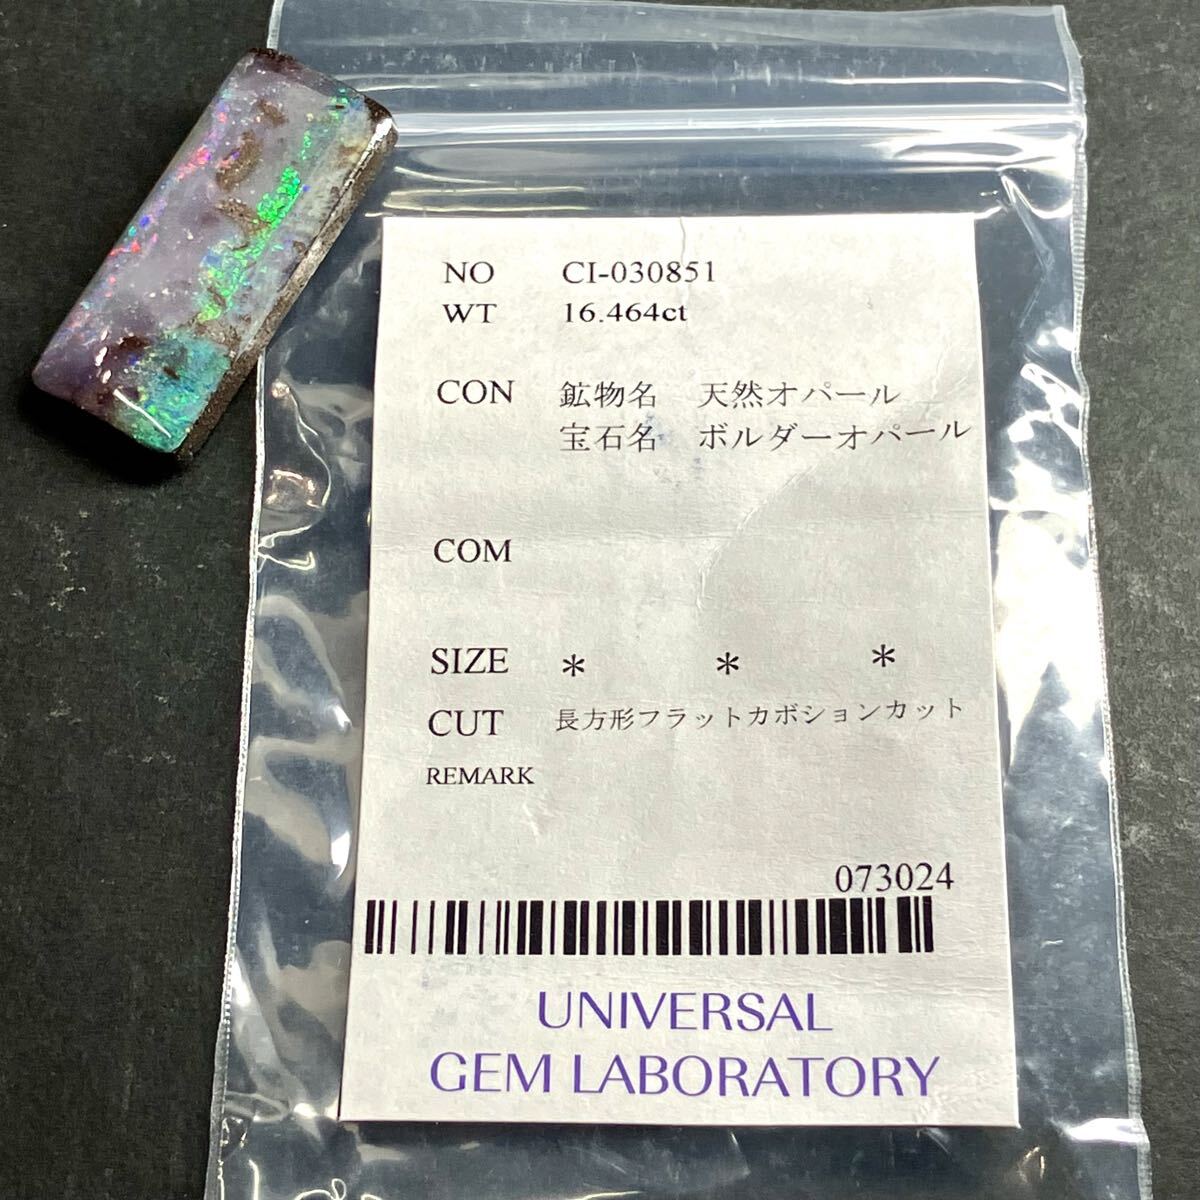 NO CI-030851
WT 16.464ct
CON 鉱物名 天然オパール
宝石名 ボルダーオパール
COM
SIZE * * *
CUT 長方形フラットカボションカット
REMARK
073024
UNIVERSAL
GEM LABORATORY